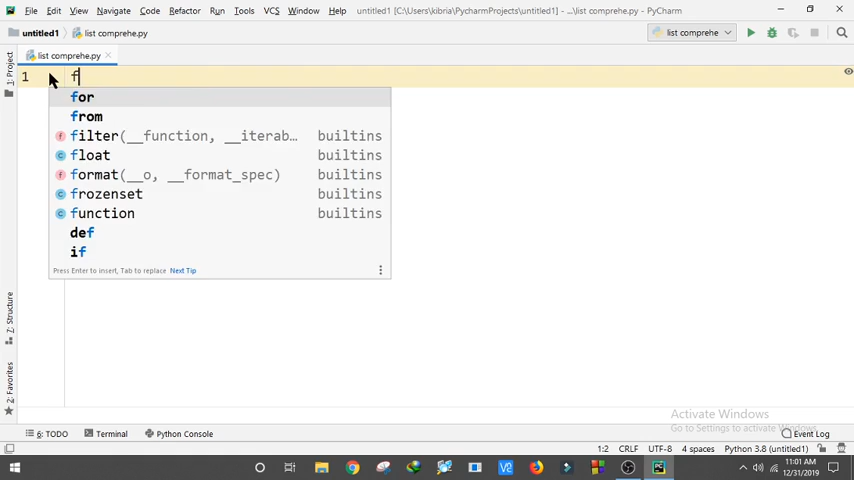 File Edit View Navigate Code Refactor Run Tools VCS Window Help untitled1 [C:\Users\kibria\PycharmProjects\untitled1] - ...\list comprehe.py - PyCharm
untitled1 list comprehe.py list comprehe
list comprehe.py
1: Project
1 f
for
from
filter(__function, __iterab... builtins
float builtins
format(__o, __format_spec) builtins
frozenset builtins
function builtins
def
if
Press Enter to insert, Tab to replace Next Tip
7: Structure
2: Favorites
Activate Windows
Go to Settings to activate Windows.
6: TODO Terminal Python Console Event Log
1:2 CRLF UTF-8 4 spaces Python 3.8 (untitled1)
11:01 AM
12/31/2019